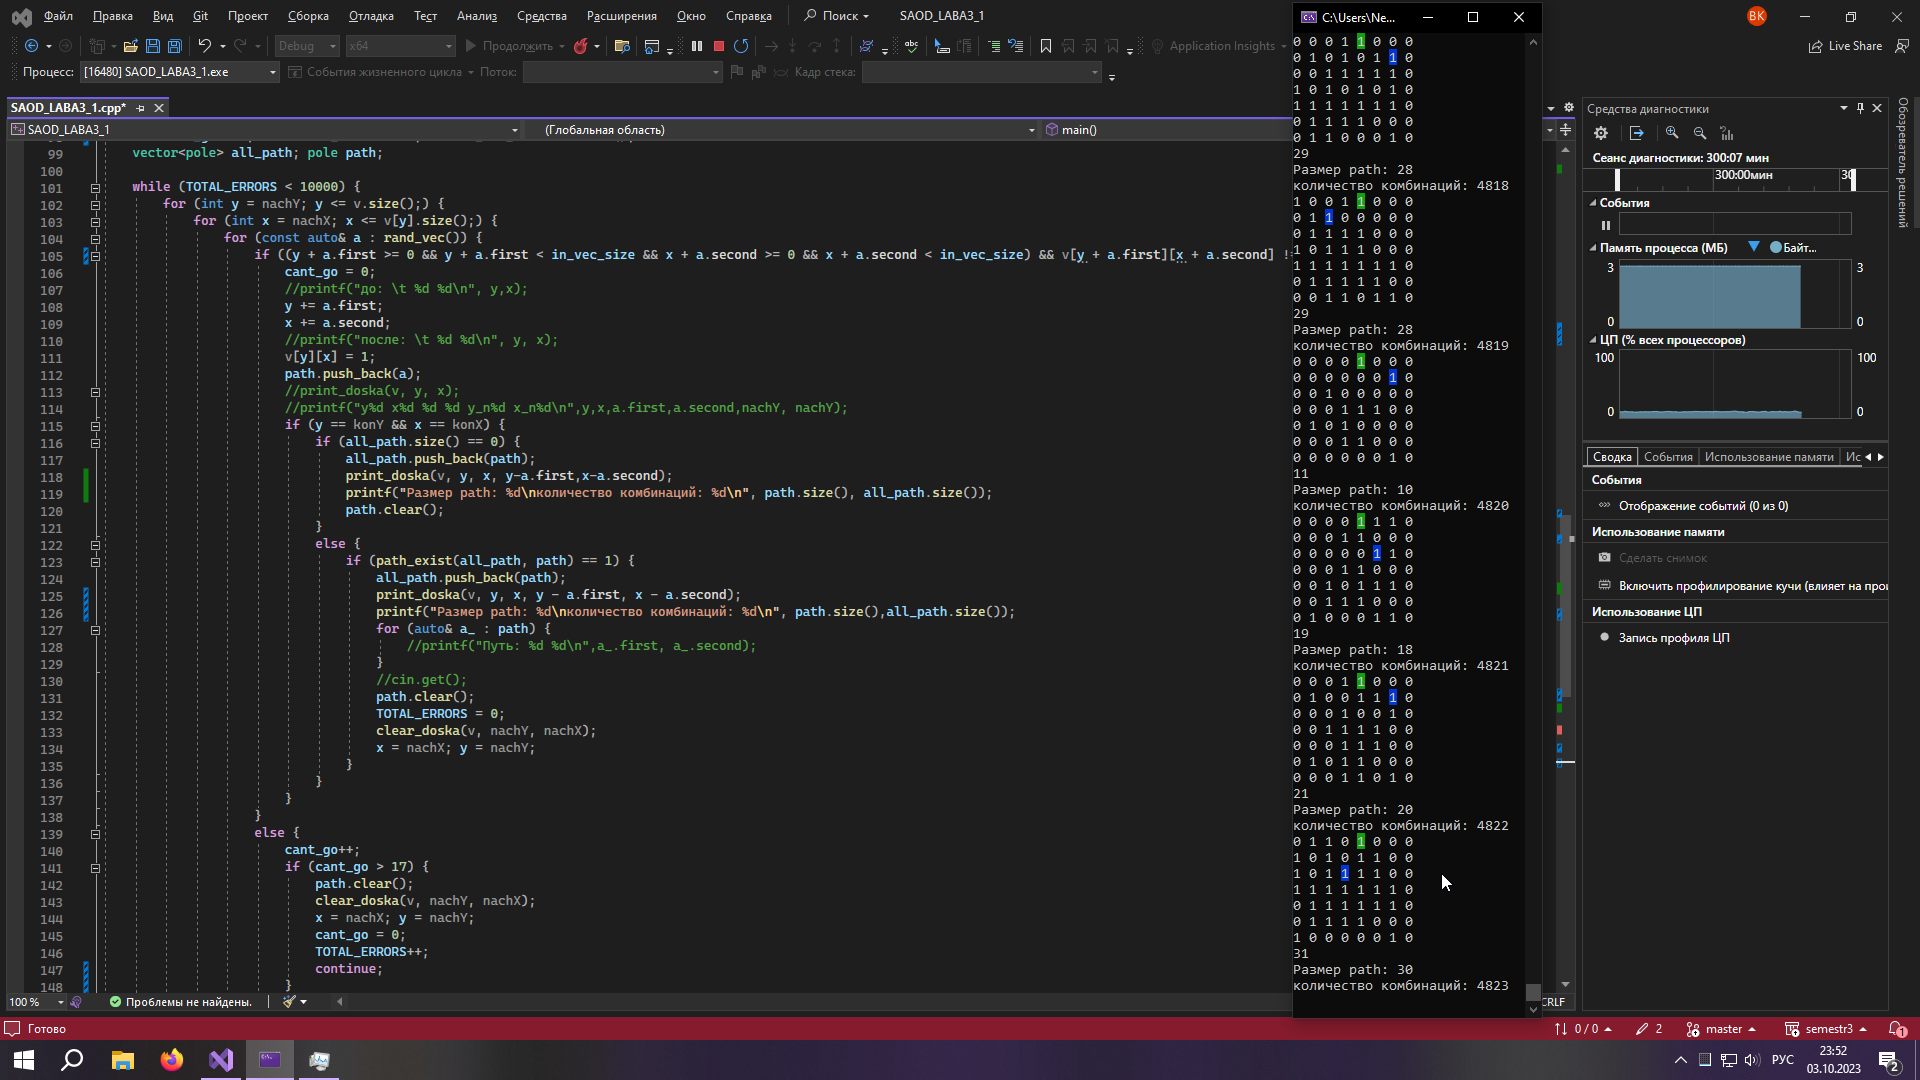 Файл Правка Вид Git Проект Сборка Отладка Тест Анализ Средства Расширения Окно Справка Поиск SAOD_LABA3_1 ВК
Debug x64 Продолжить Application Insights Live Share
Процесс: [16480] SAOD_LABA3_1.exe События жизненного цикла Поток: Кадр стека:
SAOD_LABA3_1.cpp*
SAOD_LABA3_1 (Глобальная область) main()
99 vector<pole> all_path; pole path;
100
101 while (TOTAL_ERRORS < 10000) {
102 for (int y = nachY; y <= v.size();) {
103 for (int x = nachX; x <= v[y].size();) {
104 for (const auto& a : rand_vec()) {
105 if ((y + a.first >= 0 && y + a.first < in_vec_size && x + a.second >= 0 && x + a.second < in_vec_size) && v[y + a.first][x + a.second] !
106 cant_go = 0;
107 //printf("до: \t %d %d\n", y,x);
108 y += a.first;
109 x += a.second;
110 //printf("после: \t %d %d\n", y, x);
111 v[y][x] = 1;
112 path.push_back(a);
113 //print_doska(v, y, x);
114 //printf("y%d x%d %d %d y_n%d x_n%d\n",y,x,a.first,a.second,nachY, nachY);
115 if (y == konY && x == konX) {
116 if (all_path.size() == 0) {
117 all_path.push_back(path);
118 print_doska(v, y, x, y-a.first,x-a.second);
119 printf("Размер path: %d\nколичество комбинаций: %d\n", path.size(), all_path.size());
120 path.clear();
121 }
122 else {
123 if (path_exist(all_path, path) == 1) {
124 all_path.push_back(path);
125 print_doska(v, y, x, y - a.first, x - a.second);
126 printf("Размер path: %d\nколичество комбинаций: %d\n", path.size(),all_path.size());
127 for (auto& a_ : path) {
128 //printf("Путь: %d %d\n",a_.first, a_.second);
129 }
130 //cin.get();
131 path.clear();
132 TOTAL_ERRORS = 0;
133 clear_doska(v, nachY, nachX);
134 x = nachX; y = nachY;
135 }
136 }
137 }
138 }
139 else {
140 cant_go++;
141 if (cant_go > 17) {
142 path.clear();
143 clear_doska(v, nachY, nachX);
144 x = nachX; y = nachY;
145 cant_go = 0;
146 TOTAL_ERRORS++;
147 continue;
148 }
100 % Проблемы не найдены. CRLF
C:\Users\Ne...
0 0 0 1 1 0 0 0
0 1 0 1 0 1 1 0
0 0 1 1 1 1 1 0
1 0 1 0 1 0 1 0
1 1 1 1 1 1 1 0
0 1 1 1 1 0 0 0
0 1 1 0 0 0 1 0
29
Размер path: 28
количество комбинаций: 4818
1 0 0 1 1 0 0 0
0 1 1 0 0 0 0 0
0 1 1 1 1 0 0 0
1 0 1 1 1 0 0 0
1 1 1 1 1 1 1 0
0 1 1 1 1 1 0 0
0 0 1 1 0 1 1 0
29
Размер path: 28
количество комбинаций: 4819
0 0 0 0 1 0 0 0
0 0 0 0 0 0 1 0
0 0 1 0 0 0 0 0
0 0 0 1 1 1 0 0
0 1 0 1 0 0 0 0
0 0 0 1 1 0 0 0
0 0 0 0 0 0 1 0
11
Размер path: 10
количество комбинаций: 4820
0 0 0 0 1 1 1 0
0 0 0 1 1 0 0 0
0 0 0 0 0 1 1 0
0 0 0 1 1 0 0 0
0 0 1 0 1 1 1 0
0 0 1 1 1 0 0 0
0 1 0 0 0 1 1 0
19
Размер path: 18
количество комбинаций: 4821
0 0 0 1 1 0 0 0
0 1 0 0 1 1 1 0
0 0 0 1 0 0 1 0
0 0 1 1 1 1 0 0
0 0 0 1 1 1 0 0
0 1 0 1 1 0 0 0
0 0 0 1 1 0 1 0
21
Размер path: 20
количество комбинаций: 4822
0 1 1 0 1 0 0 0
1 0 1 0 1 1 0 0
1 0 1 1 1 1 0 0
1 1 1 1 1 1 1 0
0 1 1 1 1 1 1 0
0 1 1 1 1 0 0 0
1 0 0 0 0 0 1 0
31
Размер path: 30
количество комбинаций: 4823
Средства диагностики
Сеанс диагностики: 300:07 мин
300:00мин 30
События
Память процесса (МБ) Байт...
3 3
0 0
ЦП (% всех процессоров)
100 100
0 0
Сводка События Использование памяти Ис
События
Отображение событий (0 из 0)
Использование памяти
Сделать снимок
Включить профилирование кучи (влияет на прои
Использование ЦП
Запись профиля ЦП
Обозреватель решений
Готово 0 / 0 2 master semestr3 1
РУС 23:52
03.10.2023 2